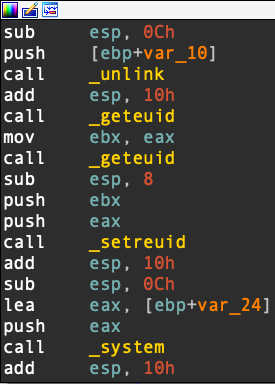 sub esp, 0Ch
push [ebp+var_10]
call _unlink
add esp, 10h
call _geteuid
mov ebx, eax
call _geteuid
sub esp, 8
push ebx
push eax
call _setreuid
add esp, 10h
sub esp, 0Ch
lea eax, [ebp+var_24]
push eax
call _system
add esp, 10h